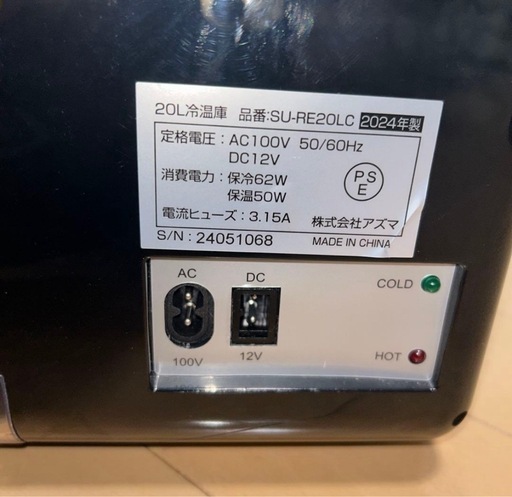 20L冷温庫 品番:SU-RE20LC 2024年製
定格電圧:AC100V 50/60Hz
DC12V
消費電力:保冷62W
保温50W
PS
E
電流ヒューズ:3.15A 株式会社アズマ
S/N:24051068 MADE IN CHINA
AC DC
COLD
100V 12V
HOT